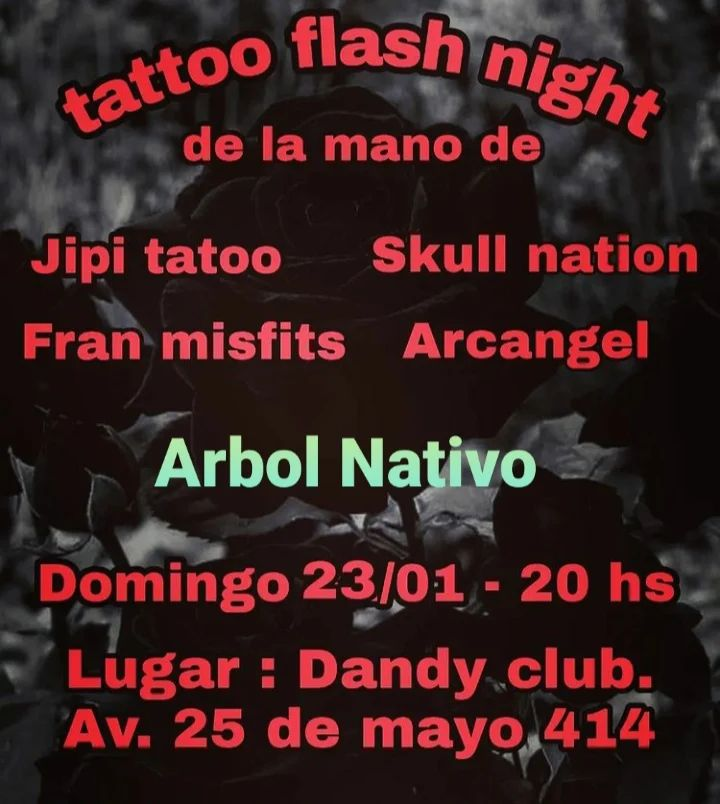 tattoo flash night
de la mano de
Jipi tatoo Skull nation
Fran misfits Arcangel
Arbol Nativo
Domingo 23/01 - 20 hs
Lugar : Dandy club.
Av. 25 de mayo 414